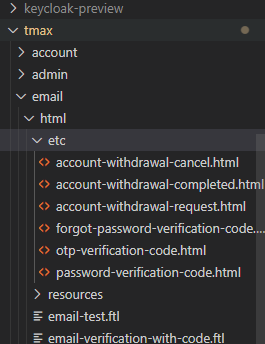 keycloak-preview
tmax
account
admin
email
html
etc
account-withdrawal-cancel.html
account-withdrawal-completed.html
account-withdrawal-request.html
forgot-password-verification-code....
otp-verification-code.html
password-verification-code.html
resources
email-test.ftl
email-verification-with-code.ftl